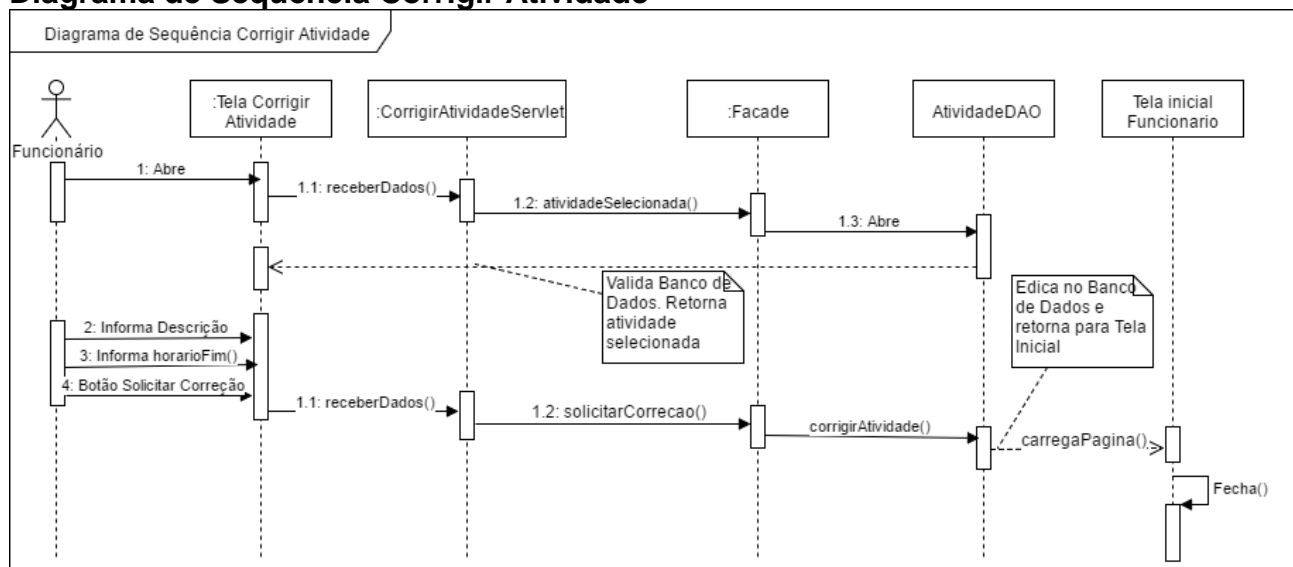 Diagrama de Sequência Corrigir Atividade
Diagrama de Sequência Corrigir Atividade
Funcionário
:Tela Corrigir
Atividade
:CorrigirAtividadeServlet
:Facade
AtividadeDAO
Tela inicial
Funcionario
1: Abre
1.1: receberDados()
1.2: atividadeSelecionada()
1.3: Abre
Valida Banco de
Dados. Retorna
atividade
selecionada
Edica no Banco
de Dados e
retorna para Tela
Inicial
2: Informa Descrição
3: Informa horarioFim()
4: Botão Solicitar Correção
1.1: receberDados()
1.2: solicitarCorrecao()
corrigirAtividade()
carregaPagina()
Fecha()